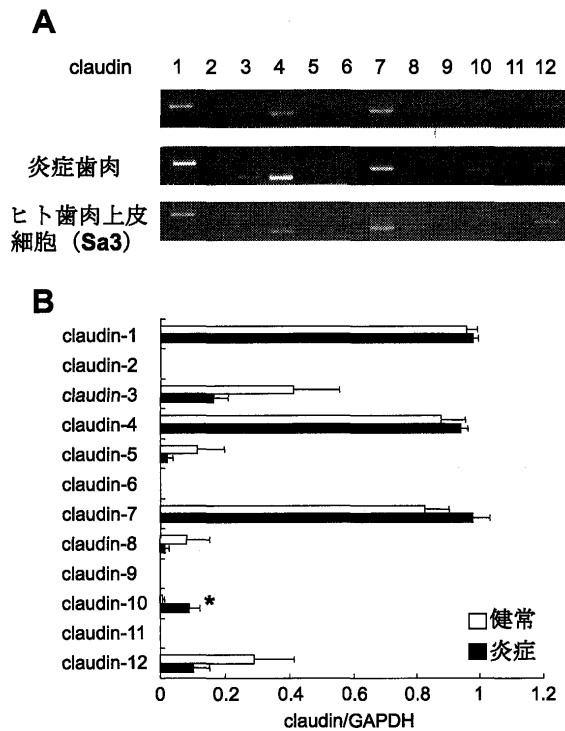 A
claudin 1 2 3 4 5 6 7 8 9 10 11 12
炎症歯肉
ヒト歯肉上皮
細胞（Sa3）
B
claudin-1
claudin-2
claudin-3
claudin-4
claudin-5
claudin-6
claudin-7
claudin-8
claudin-9
claudin-10 *
claudin-11
claudin-12
健常
炎症
0 0.2 0.4 0.6 0.8 1 1.2
claudin/GAPDH